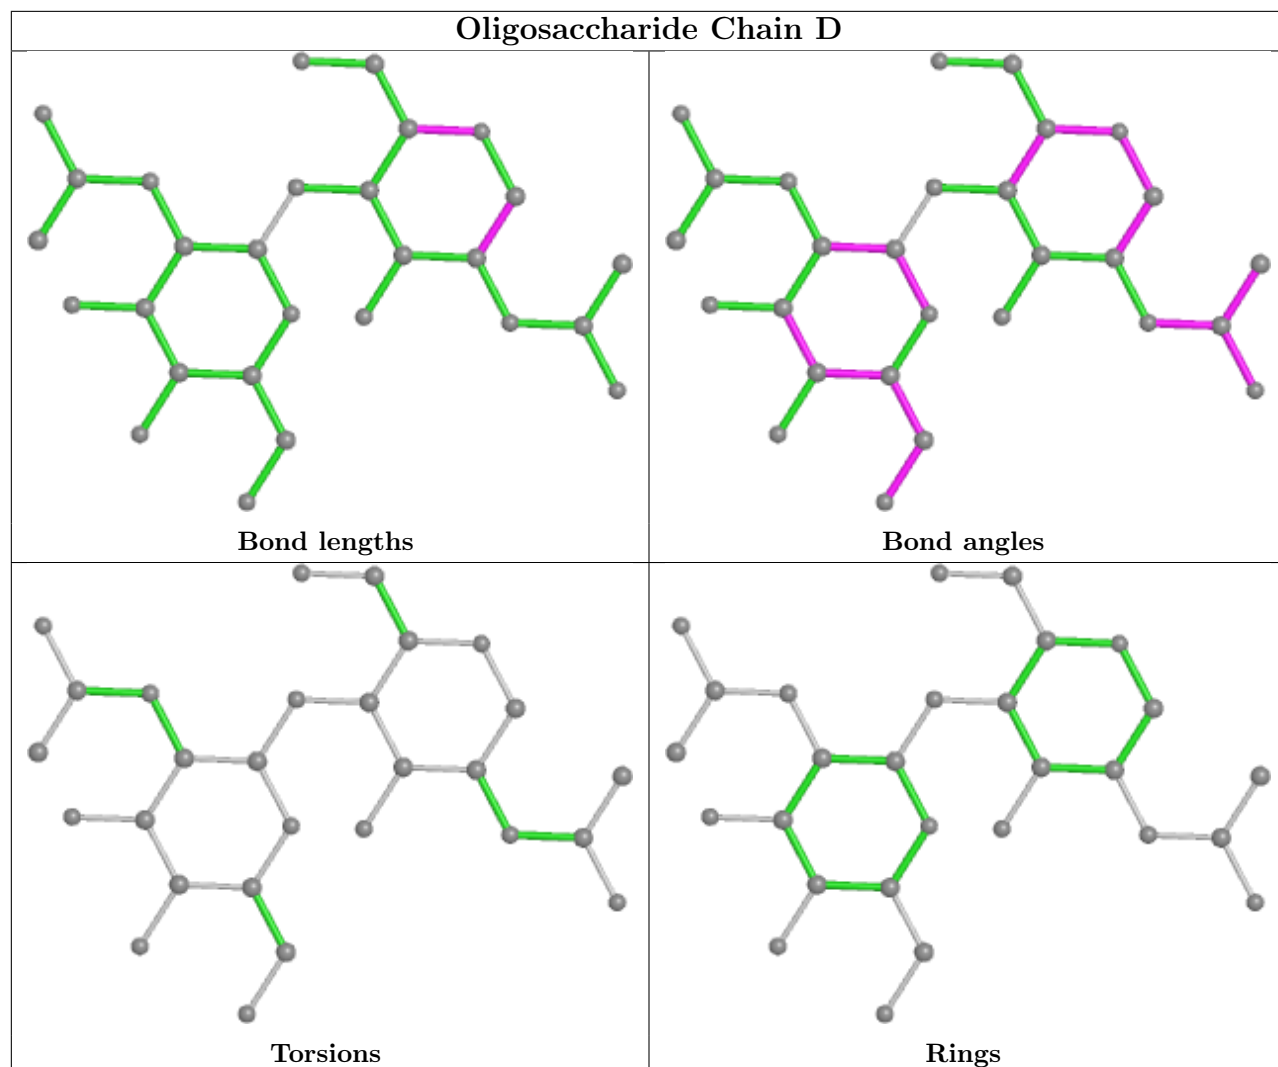 Oligosaccharide Chain D
Bond lengths
Bond angles
Torsions
Rings